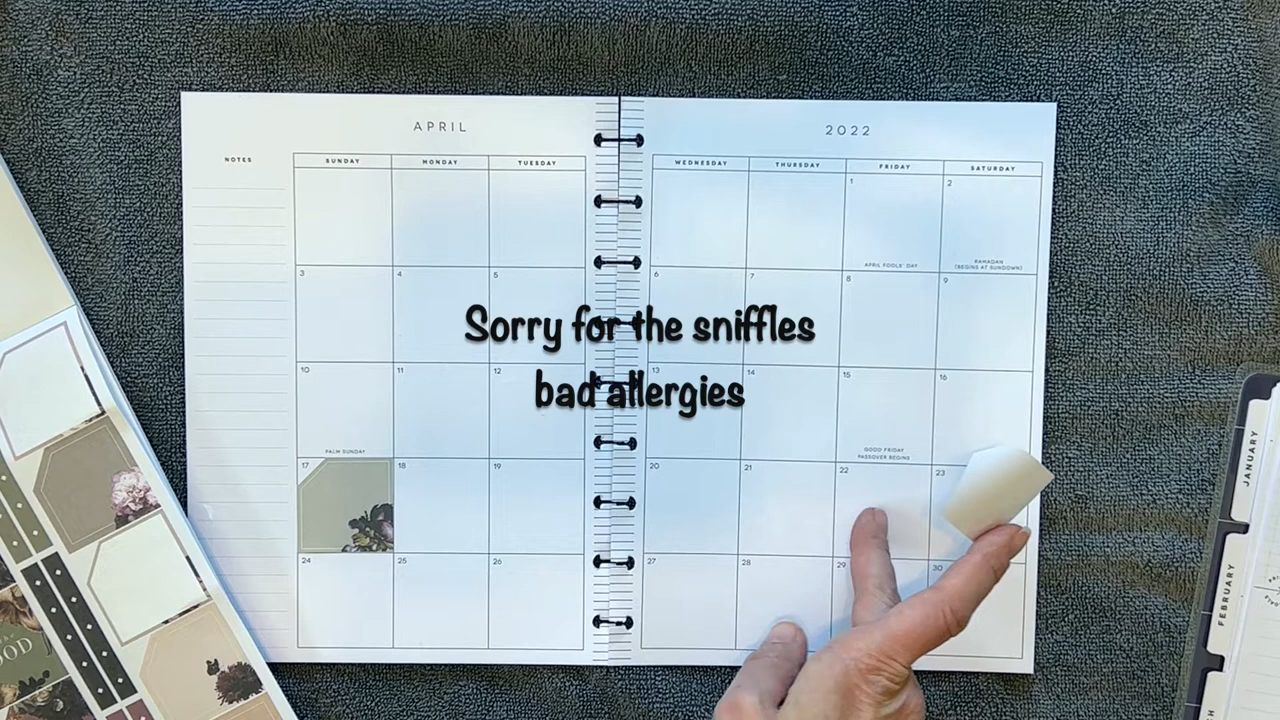 APRIL
2022
NOTES
SUNDAY
MONDAY
TUESDAY
WEDNESDAY
THURSDAY
FRIDAY
SATURDAY
1
2
APRIL FOOLS' DAY
RAMADAN
(BEGINS AT SUNDOWN)
3
4
5
6
7
8
9
Sorry for the sniffles
bad allergies
10
11
12
13
14
15
16
PALM SUNDAY
GOOD FRIDAY
PASSOVER BEGINS
17
18
19
20
21
22
23
24
25
26
27
28
29
30
JANUARY
FEBRUARY